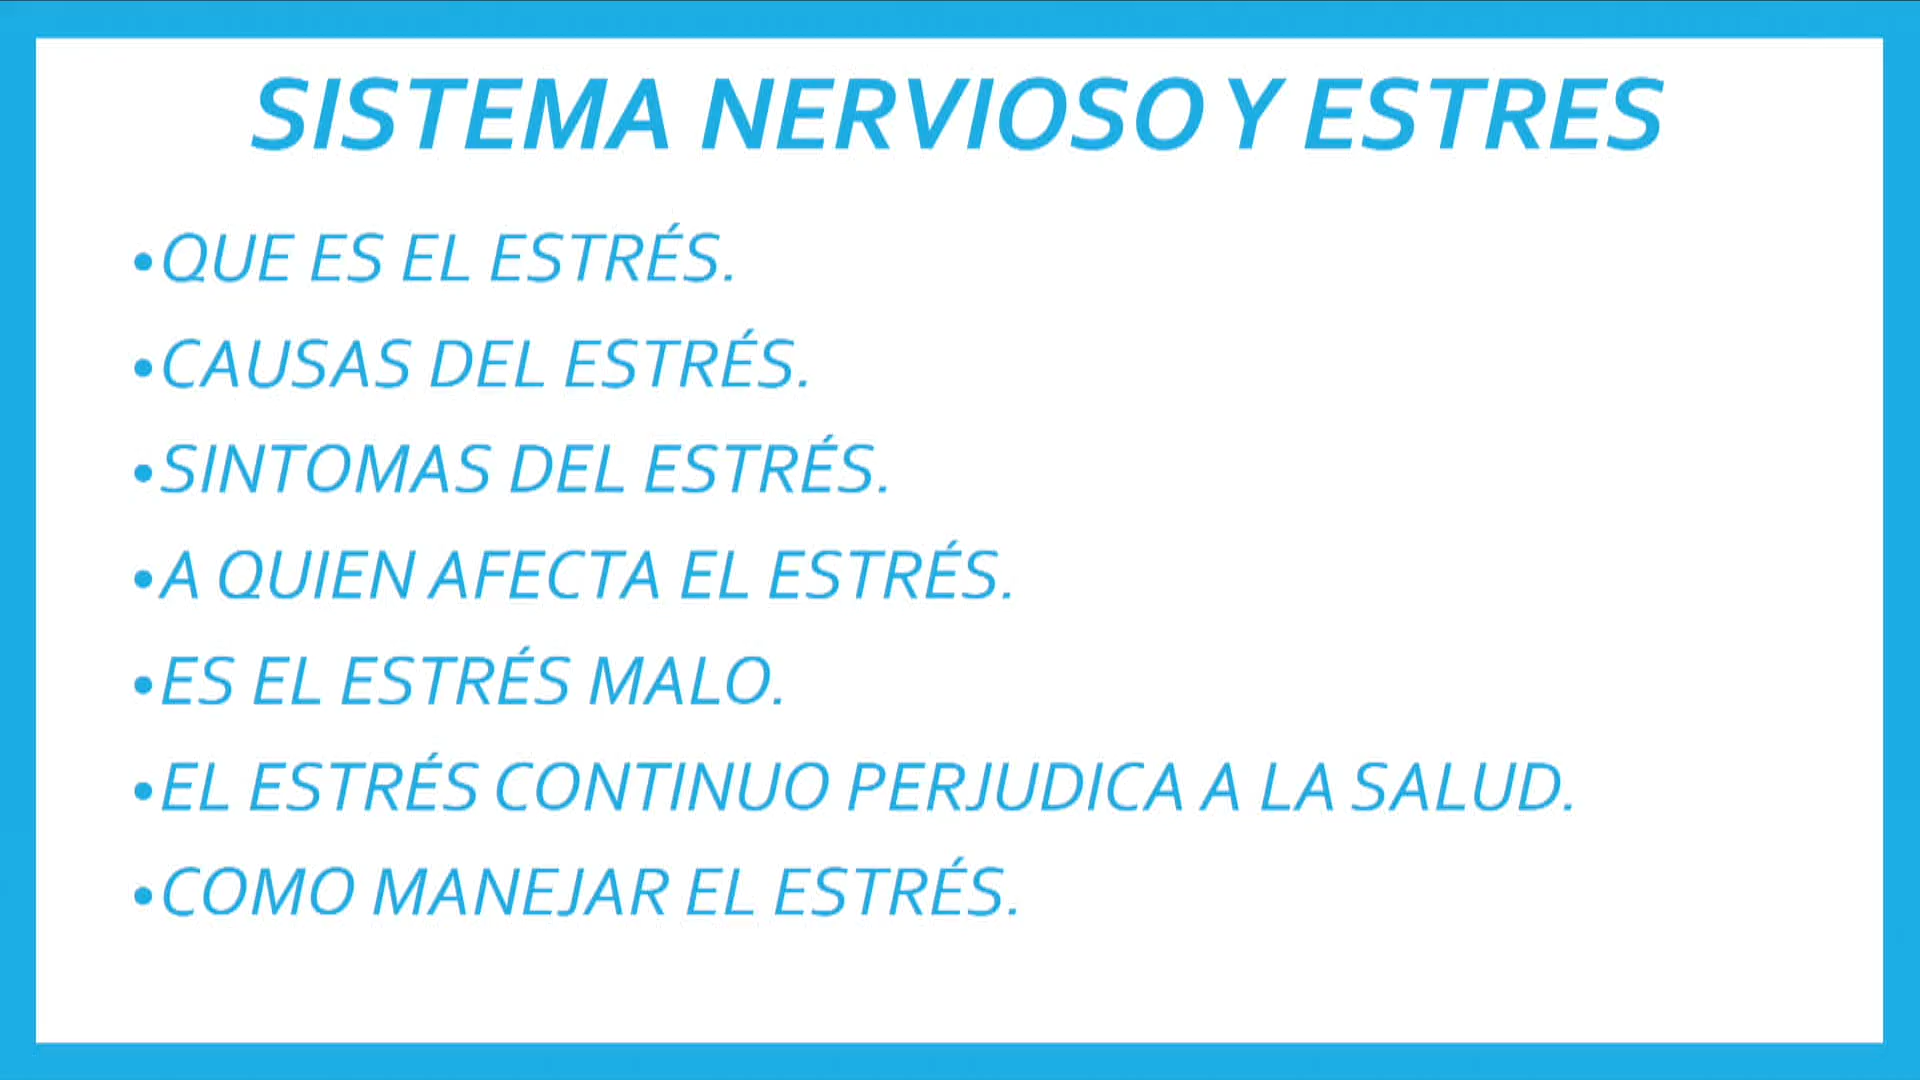 SISTEMA NERVIOSO Y ESTRES
•QUE ES EL ESTRÉS.
•CAUSAS DEL ESTRÉS.
•SINTOMAS DEL ESTRÉS.
•A QUIEN AFECTA EL ESTRÉS.
•ES EL ESTRÉS MALO.
•EL ESTRÉS CONTINUO PERJUDICA A LA SALUD.
•COMO MANEJAR EL ESTRÉS.